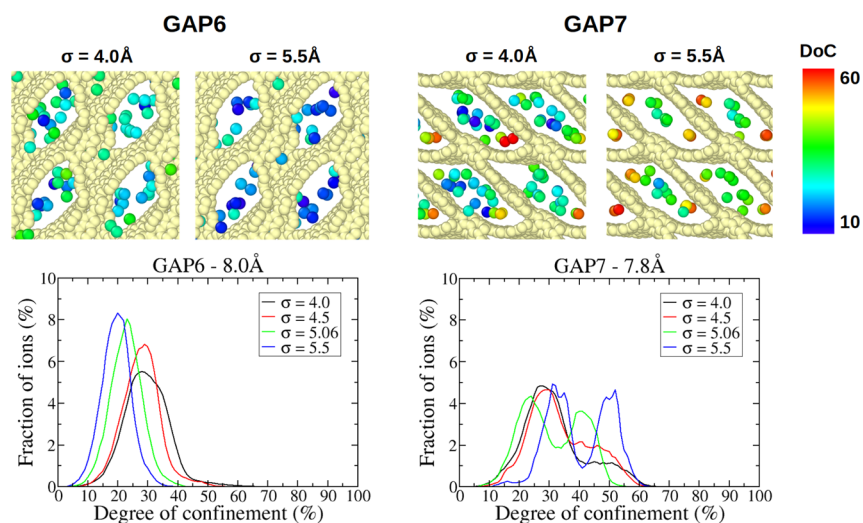 GAP6
GAP7
σ = 4.0Å
σ = 5.5Å
σ = 4.0Å
σ = 5.5Å
DoC
60
10
GAP6 - 8.0Å
10
8
6
4
2
0
Fraction of ions (%)
σ = 4.0
σ = 4.5
σ = 5.06
σ = 5.5
0 10 20 30 40 50 60 70 80 90 100
Degree of confinement (%)
GAP7 - 7.8Å
10
8
6
4
2
0
Fraction of ions (%)
σ = 4.0
σ = 4.5
σ = 5.06
σ = 5.5
0 10 20 30 40 50 60 70 80 90 100
Degree of confinement (%)